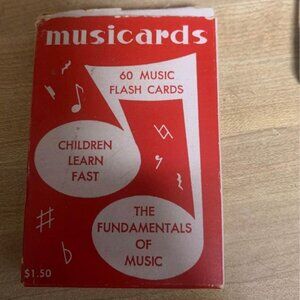 musicards
60 MUSIC
FLASH CARDS
CHILDREN
LEARN
FAST
THE
FUNDAMENTALS
OF
MUSIC
$1.50